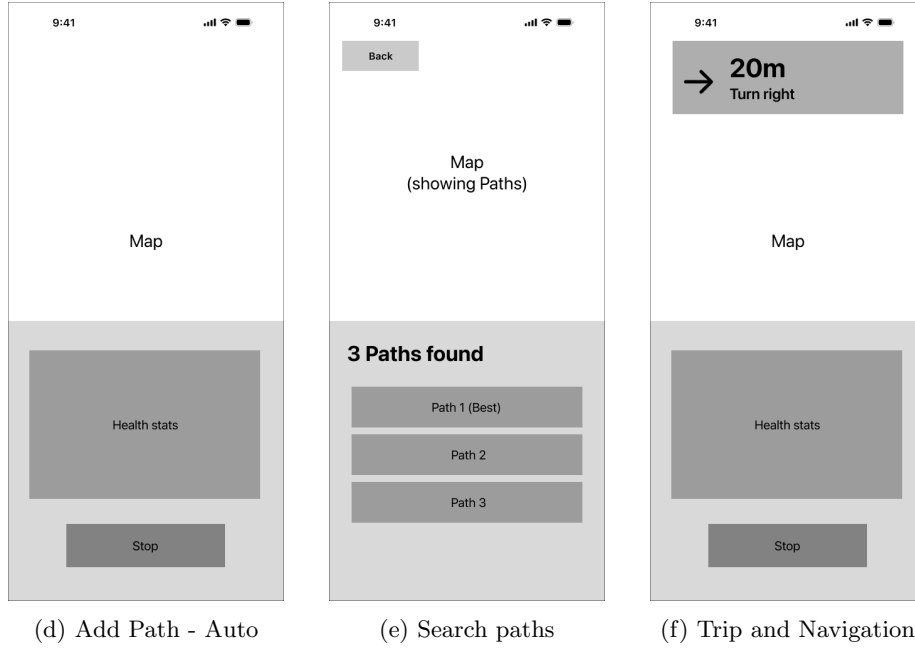 9:41
Map
Health stats
Stop
(d) Add Path - Auto
9:41
Back
Map
(showing Paths)
3 Paths found
Path 1 (Best)
Path 2
Path 3
(e) Search paths
9:41
20m
Turn right
Map
Health stats
Stop
(f) Trip and Navigation